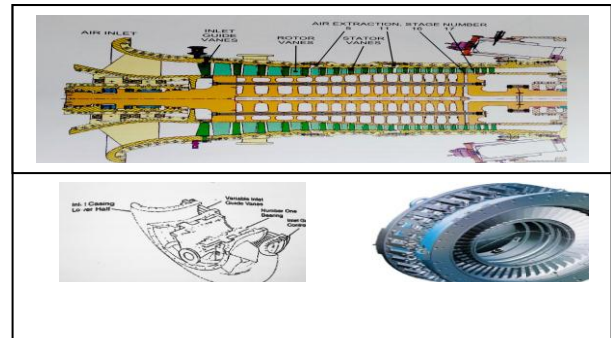 AIR EXTRACTION, STAGE NUMBER
5 11 16 17
INLET
GUIDE
VANES
AIR INLET
ROTOR
VANES
STATOR
VANES
Variable Inlet
Guide Vanes
Casing
Lower Half
Number One
Bearing